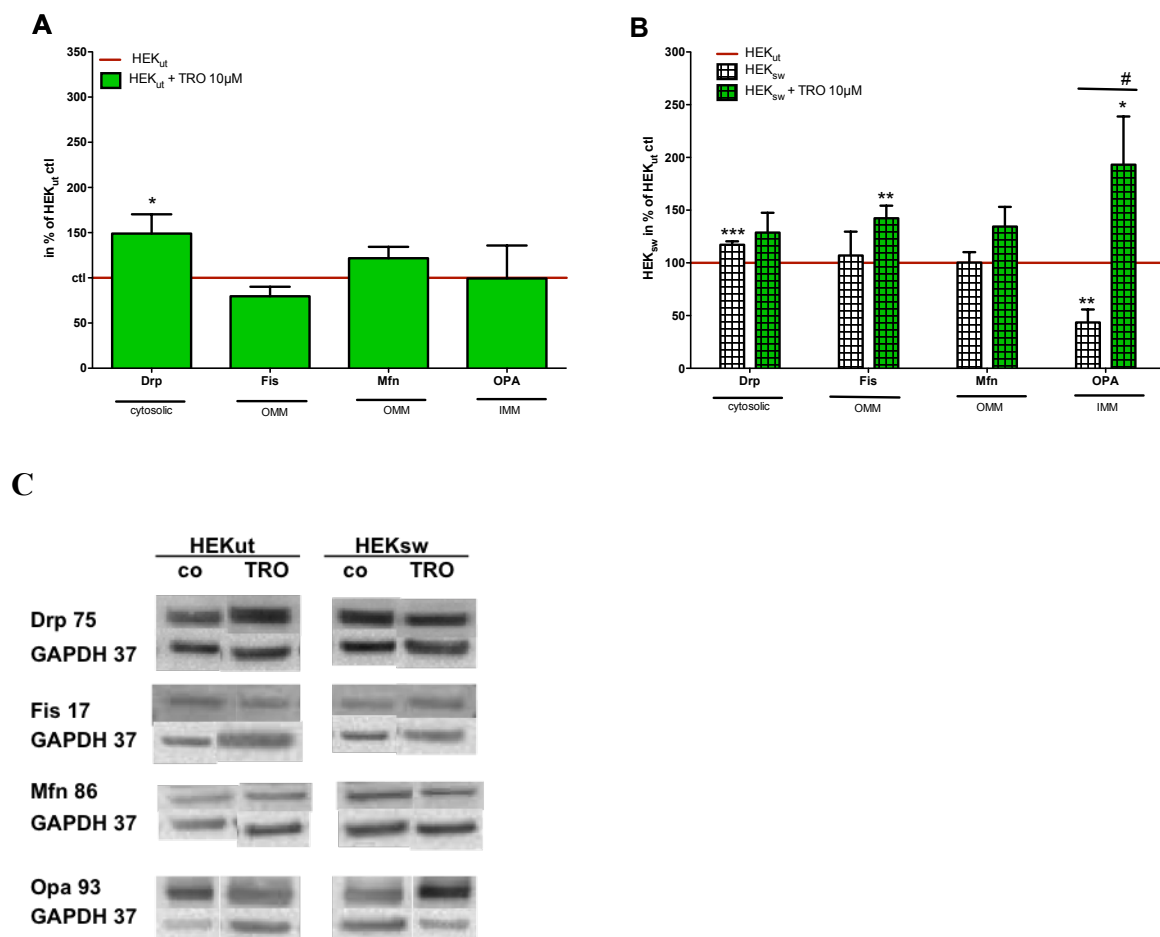 A
HEKut
HEKut + TRO 10µM
in % of HEKut ctl
350
300
250
200
150
ctl
50
0
*
Drp Fis Mfn OPA
cytosolic OMM OMM IMM
B
HEKut
HEKsw
HEKsw + TRO 10µM
HEKsw in % of HEKut ctl
300
250
200
150
100
50
0
*** ** ** * #
Drp Fis Mfn OPA
cytosolic OMM OMM IMM
C
HEKut HEKsw
co TRO co TRO
Drp 75
GAPDH 37
Fis 17
GAPDH 37
Mfn 86
GAPDH 37
Opa 93
GAPDH 37